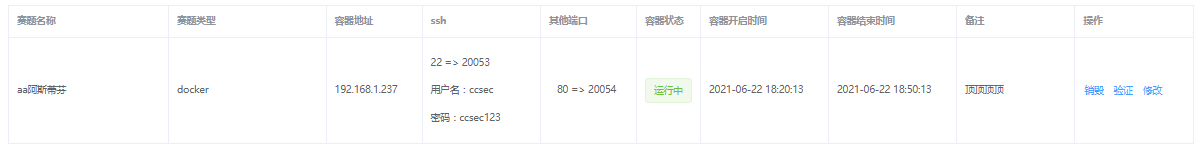 赛题名称 赛题类型 容器地址 ssh 其他端口 容器状态 容器开启时间 容器结束时间 备注 操作
22 => 20053
aa阿斯蒂芬 docker 192.168.1.237 用户名：ccsec 80 => 20054 运行中 2021-06-22 18:20:13 2021-06-22 18:50:13 顶顶顶顶 销毁 验证 修改
密码：ccsec123